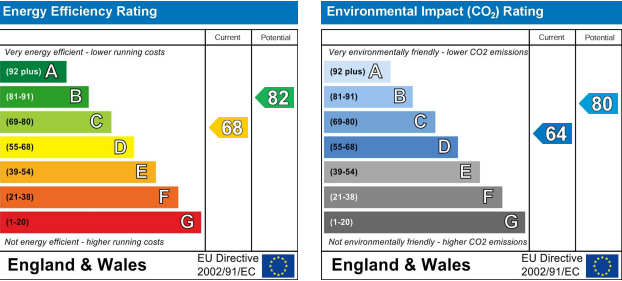 Energy Efficiency Rating
Current Potential
Very energy efficient - lower running costs
(92 plus) A
(81-91) B
82
(69-80) C
68
(55-68) D
(39-54) E
(21-38) F
(1-20) G
Not energy efficient - higher running costs
England & Wales
EU Directive
2002/91/EC
Environmental Impact (CO₂) Rating
Current Potential
Very environmentally friendly - lower CO2 emissions
(92 plus) A
(81-91) B
80
(69-80) C
64
(55-68) D
(39-54) E
(21-38) F
(1-20) G
Not environmentally friendly - higher CO2 emissions
England & Wales
EU Directive
2002/91/EC